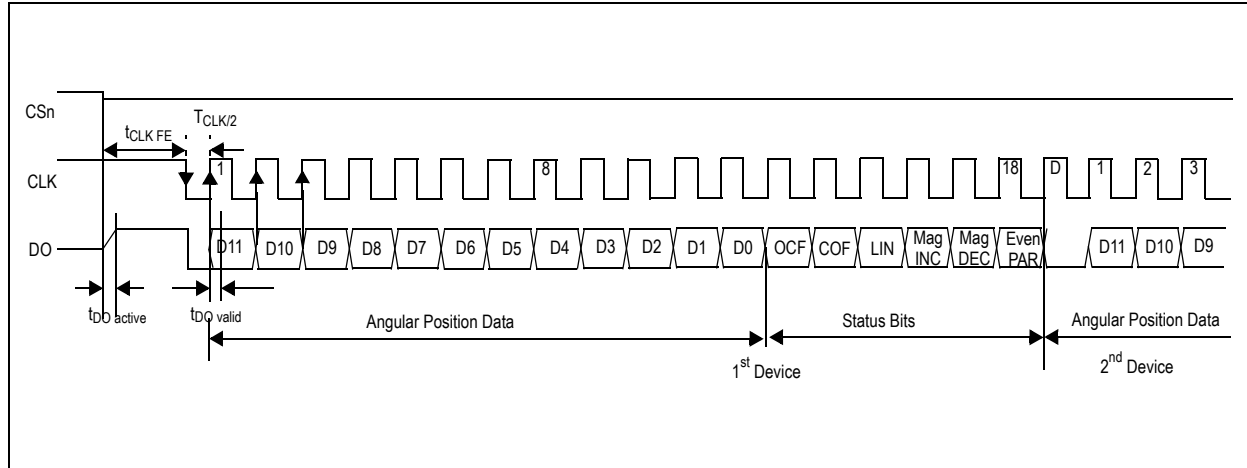 CSn
tCLK FE
TCLK/2
CLK
1
8
18
D
1
2
3
DO
D11
D10
D9
D8
D7
D6
D5
D4
D3
D2
D1
D0
OCF
COF
LIN
Mag
INC
Mag
DEC
Even
PAR
D11
D10
D9
tDO active
tDO valid
Angular Position Data
Status Bits
Angular Position Data
1st Device
2nd Device